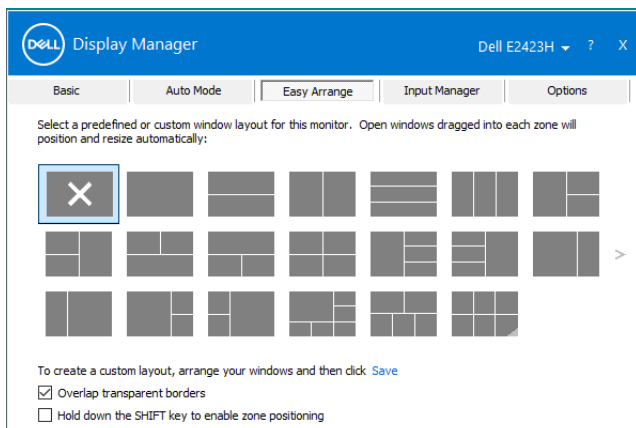 DELL Display Manager Dell E2423H ? X
Basic Auto Mode Easy Arrange Input Manager Options
Select a predefined or custom window layout for this monitor. Open windows dragged into each zone will
position and resize automatically:
>
To create a custom layout, arrange your windows and then click Save
Overlap transparent borders
Hold down the SHIFT key to enable zone positioning